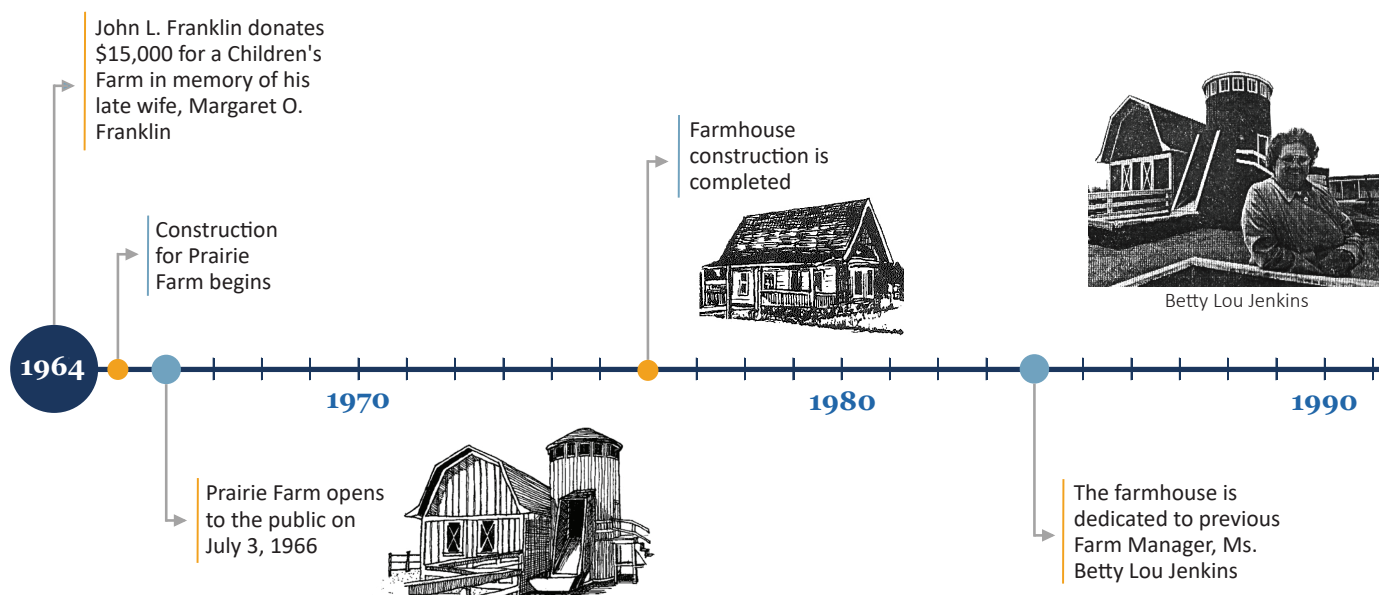 John L. Franklin donates
$15,000 for a Children's
Farm in memory of his
late wife, Margaret O.
Franklin
Construction
for Prairie
Farm begins
Farmhouse
construction is
completed
Betty Lou Jenkins
1964
1970
1980
1990
Prairie Farm opens
to the public on
July 3, 1966
The farmhouse is
dedicated to previous
Farm Manager, Ms.
Betty Lou Jenkins